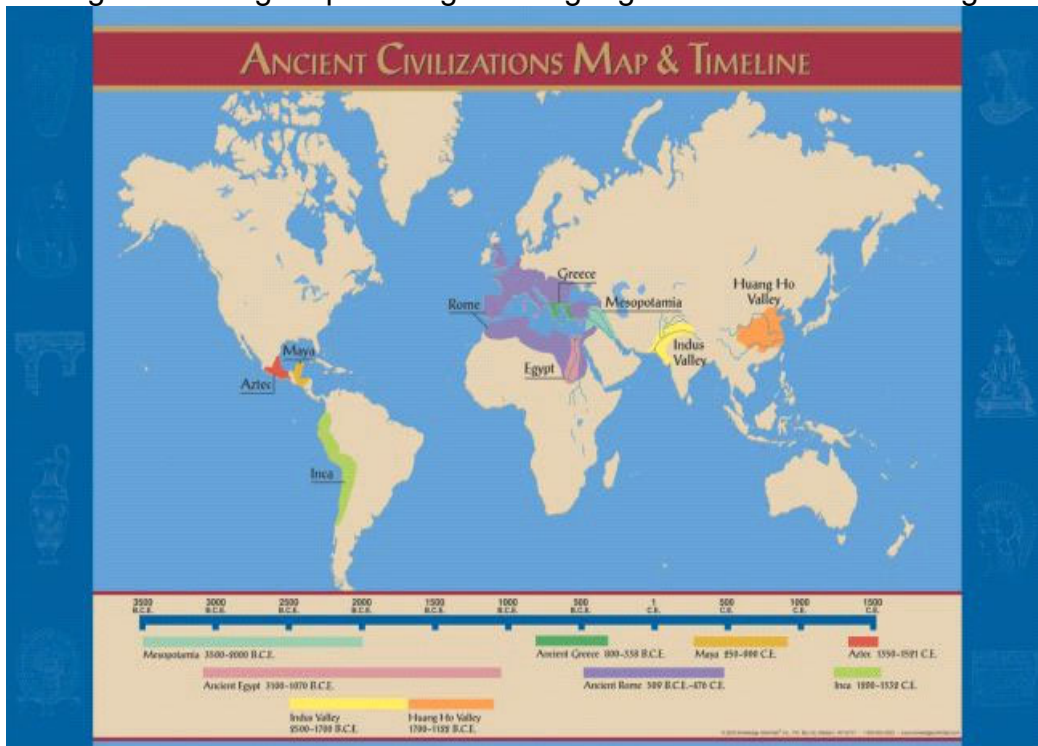 ANCIENT CIVILIZATIONS MAP & TIMELINE
Greece
Huang Ho
Valley
Rome
Mesopotamia
Indus
Valley
Maya
Egypt
Aztec
Inca
3500 3000 2500 2000 1500 1000 500 1 500 1000 1500
B.C.E. B.C.E. B.C.E. B.C.E. B.C.E. B.C.E. B.C.E. C.E. C.E. C.E. C.E.
Mesopotamia 3500-2000 B.C.E. Ancient Greece 800-338 B.C.E. Maya 250-900 C.E. Aztec 1350-1521 C.E.
Ancient Egypt 3100-1070 B.C.E. Ancient Rome 509 B.C.E.-476 C.E. Inca C.E.
Indus Valley Huang Ho Valley
2500-1700 B.C.E. 1700-1122 B.C.E.